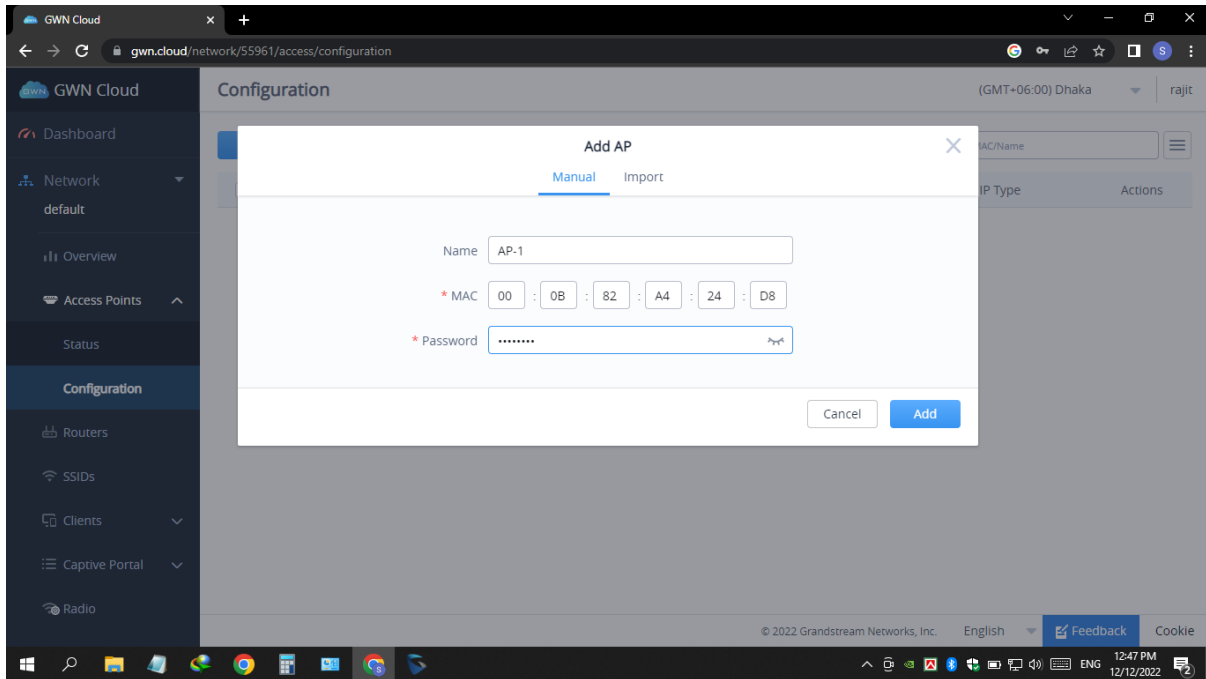 GWN Cloud
gwn.cloud/network/55961/access/configuration
S
GWN GWN Cloud
Configuration
(GMT+06:00) Dhaka
rajit
Dashboard
Network
default
Overview
Access Points
Status
Configuration
Routers
SSIDs
Clients
Captive Portal
Radio
Add AP
Manual Import
MAC/Name
IP Type Actions
Name AP-1
* MAC 00 : 0B : 82 : A4 : 24 : D8
* Password ••••••••
Cancel Add
© 2022 Grandstream Networks, Inc. English Feedback Cookie
ENG 12:47 PM
12/12/2022 2